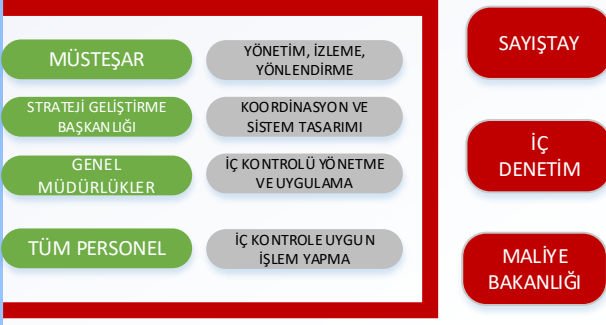 MÜSTEŞAR
YÖNETİM, İZLEME,
YÖNLENDİRME
STRATEJİ GELİŞTİRME
BAŞKANLIĞI
KOORDİNASYON VE
SİSTEM TASARIMI
GENEL
MÜDÜRLÜKLER
İÇ KONTROLÜ YÖNETME
VE UYGULAMA
TÜM PERSONEL
İÇ KONTROLE UYGUN
İŞLEM YAPMA
SAYIŞTAY
İÇ
DENETİM
MALİYE
BAKANLIĞI